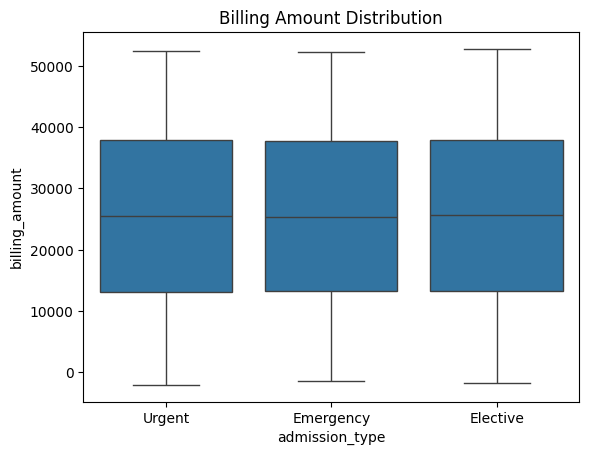 Billing Amount Distribution
billing_amount
50000
40000
30000
20000
10000
0
Urgent Emergency Elective
admission_type